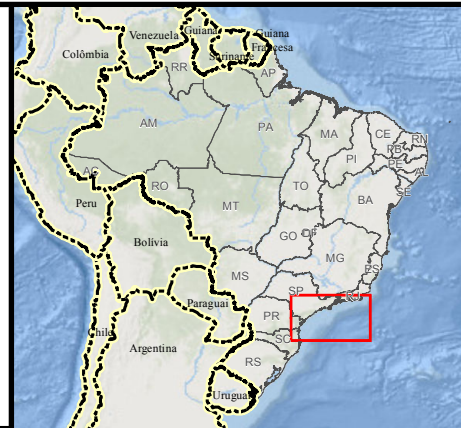 Venezuela
Guiana
Guiana
Francesa
Suriname
Colômbia
RR
AP
AM
PA
MA
CE
RN
PB
PI
PE
AL
AC
RO
TO
SE
BA
Peru
MT
GO
DF
Bolívia
MG
ES
MS
SP
RJ
Paraguai
PR
SC
Chile
Argentina
RS
Uruguai